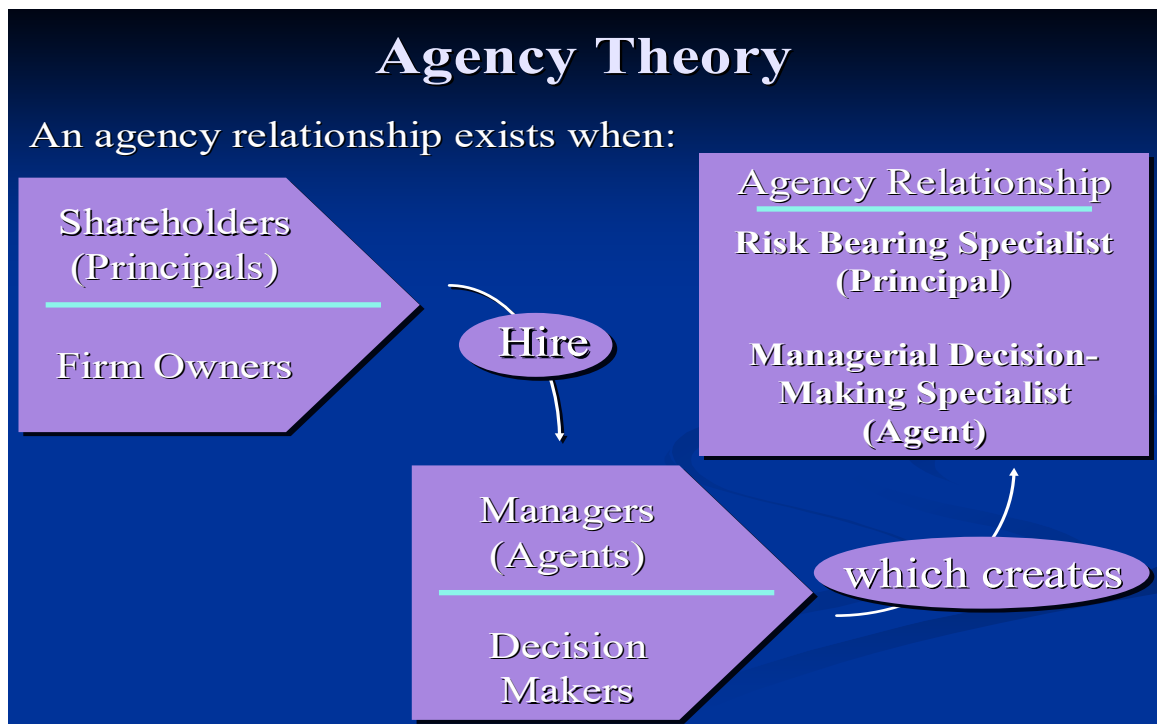 Agency Theory
An agency relationship exists when:
Shareholders
(Principals)
Firm Owners
Hire
Managers
(Agents)
Decision
Makers
which creates
Agency Relationship
Risk Bearing Specialist
(Principal)
Managerial Decision-
Making Specialist
(Agent)